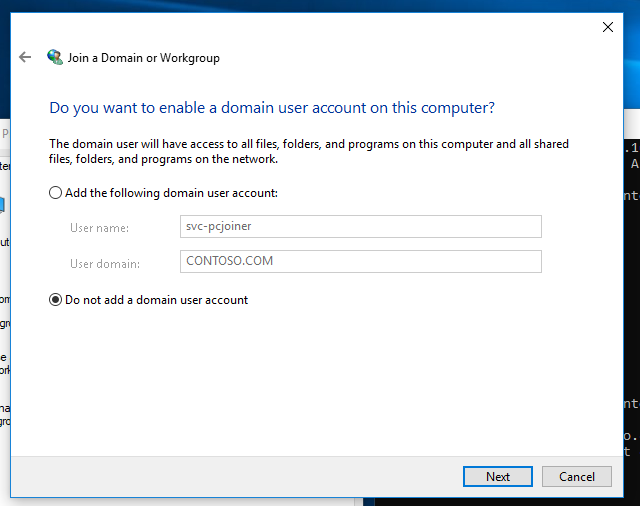 Join a Domain or Workgroup
Do you want to enable a domain user account on this computer?
The domain user will have access to all files, folders, and programs on this computer and all shared
files, folders, and programs on the network.
Add the following domain user account:
User name:
svc-pcjoiner
User domain:
CONTOSO.COM
Do not add a domain user account
Next
Cancel